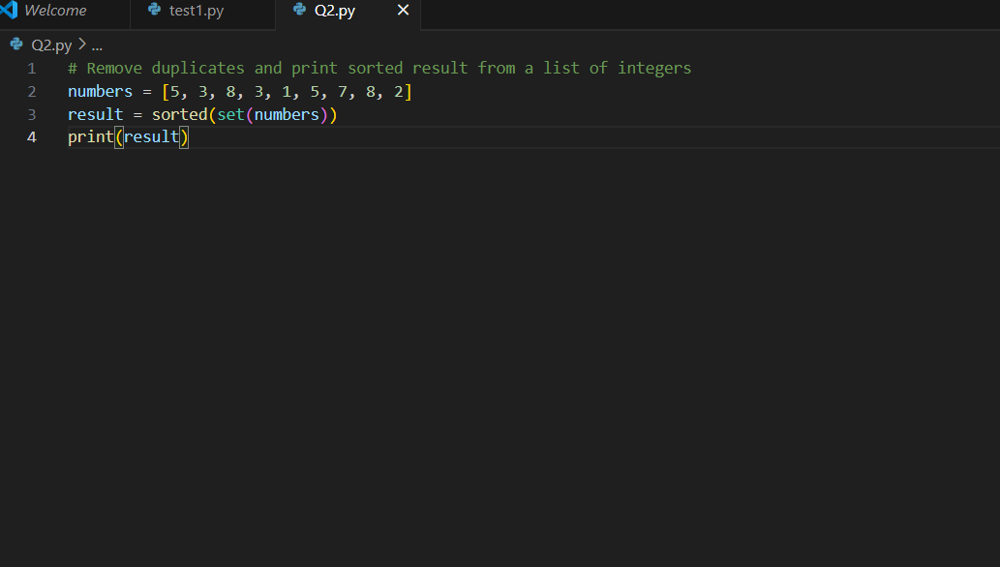 Welcome test1.py Q2.py ×
Q2.py > ...
1 # Remove duplicates and print sorted result from a list of integers
2 numbers = [5, 3, 8, 3, 1, 5, 7, 8, 2]
3 result = sorted(set(numbers))
4 print(result)